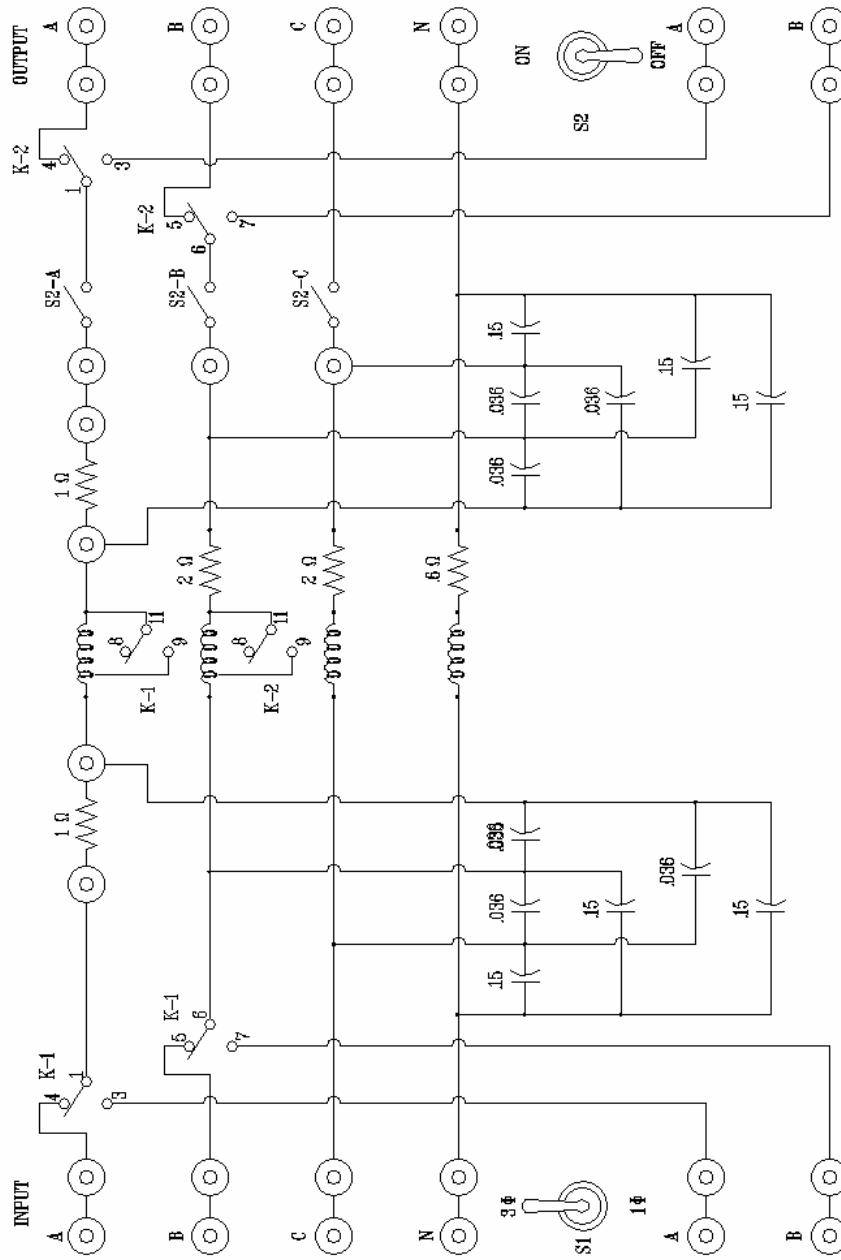 INPUT
OUTPUT
K-1
K-2
A
4
1
3
1 Ω
8
11
9
K-1
1 Ω
S2-A
1
4
3
A
K-1
K-2
B
5
6
7
8
11
9
K-2
2 Ω
S2-B
6
5
7
B
C
2 Ω
S2-C
C
N
.6 Ω
N
.15
.036
.036
.036
.036
.15
3Φ
ON
.15
.036
S1
S2
1Φ
OFF
.036
.15
A
A
.15
.15
B
B